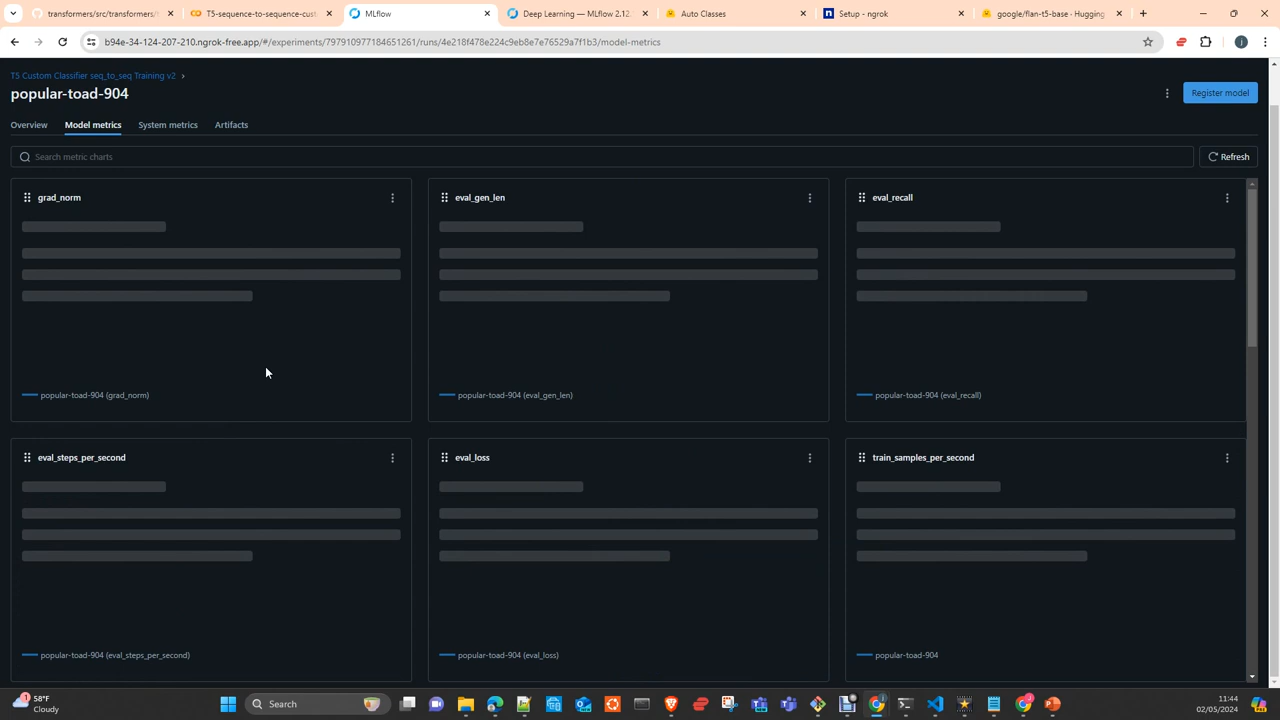 transformers/src/transformers/t
T5-sequence-to-sequence-cust
MLflow
Deep Learning — MLflow 2.12.
Auto Classes
Setup - ngrok
google/flan-t5-base · Hugging
b94e-34-124-207-210.ngrok-free.app/#/experiments/797910977184651261/runs/4e218f478e224c9eb8e7e76529a7f1b3/model-metrics
T5 Custom Classifier seq_to_seq Training v2
popular-toad-904
Register model
Overview
Model metrics
System metrics
Artifacts
Search metric charts
Refresh
grad_norm
eval_gen_len
eval_recall
popular-toad-904 (grad_norm)
popular-toad-904 (eval_gen_len)
popular-toad-904 (eval_recall)
eval_steps_per_second
eval_loss
train_samples_per_second
popular-toad-904 (eval_steps_per_second)
popular-toad-904 (eval_loss)
popular-toad-904
1
58°F
Cloudy
Search
11:44
02/05/2024